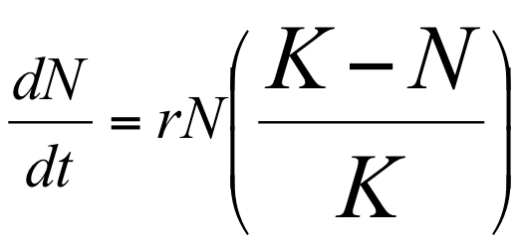 dN/dt = rN((K − N)/K)